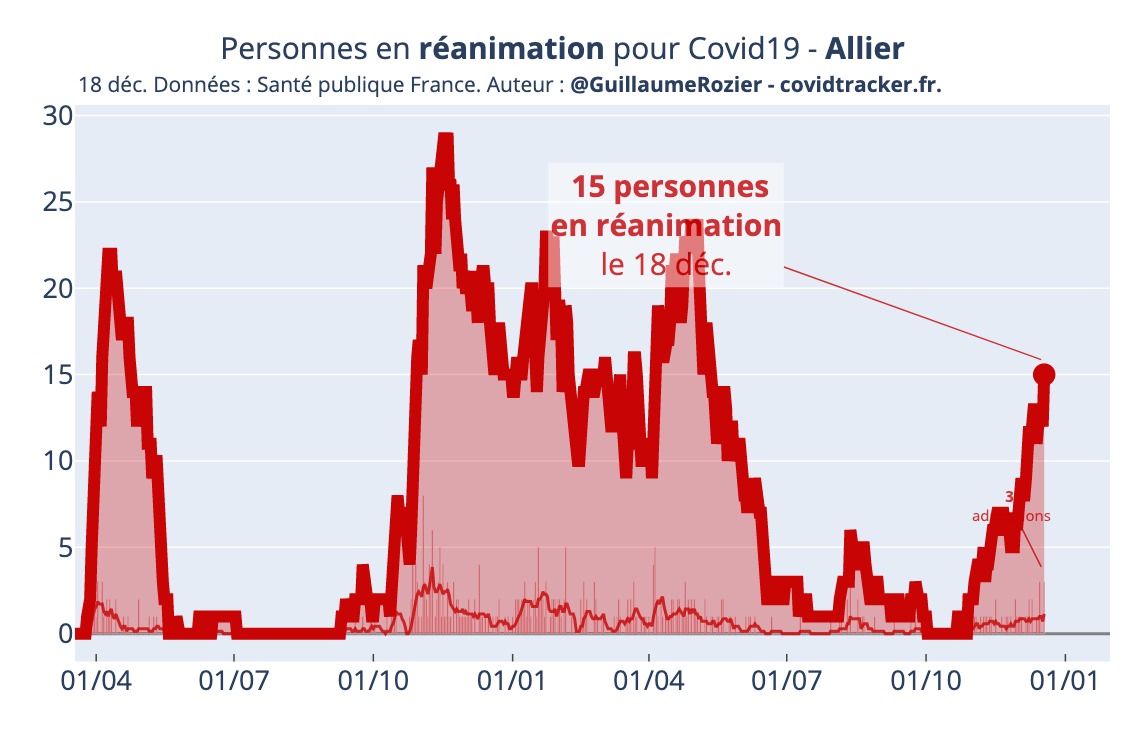 Personnes en réanimation pour Covid19 - Allier
18 déc. Données : Santé publique France. Auteur : @GuillaumeRozier - covidtracker.fr.
30
25
20
15
10
5
0
15 personnes
en réanimation
le 18 déc.
3
01/04 01/07 01/10 01/01 01/04 01/07 01/10 01/01